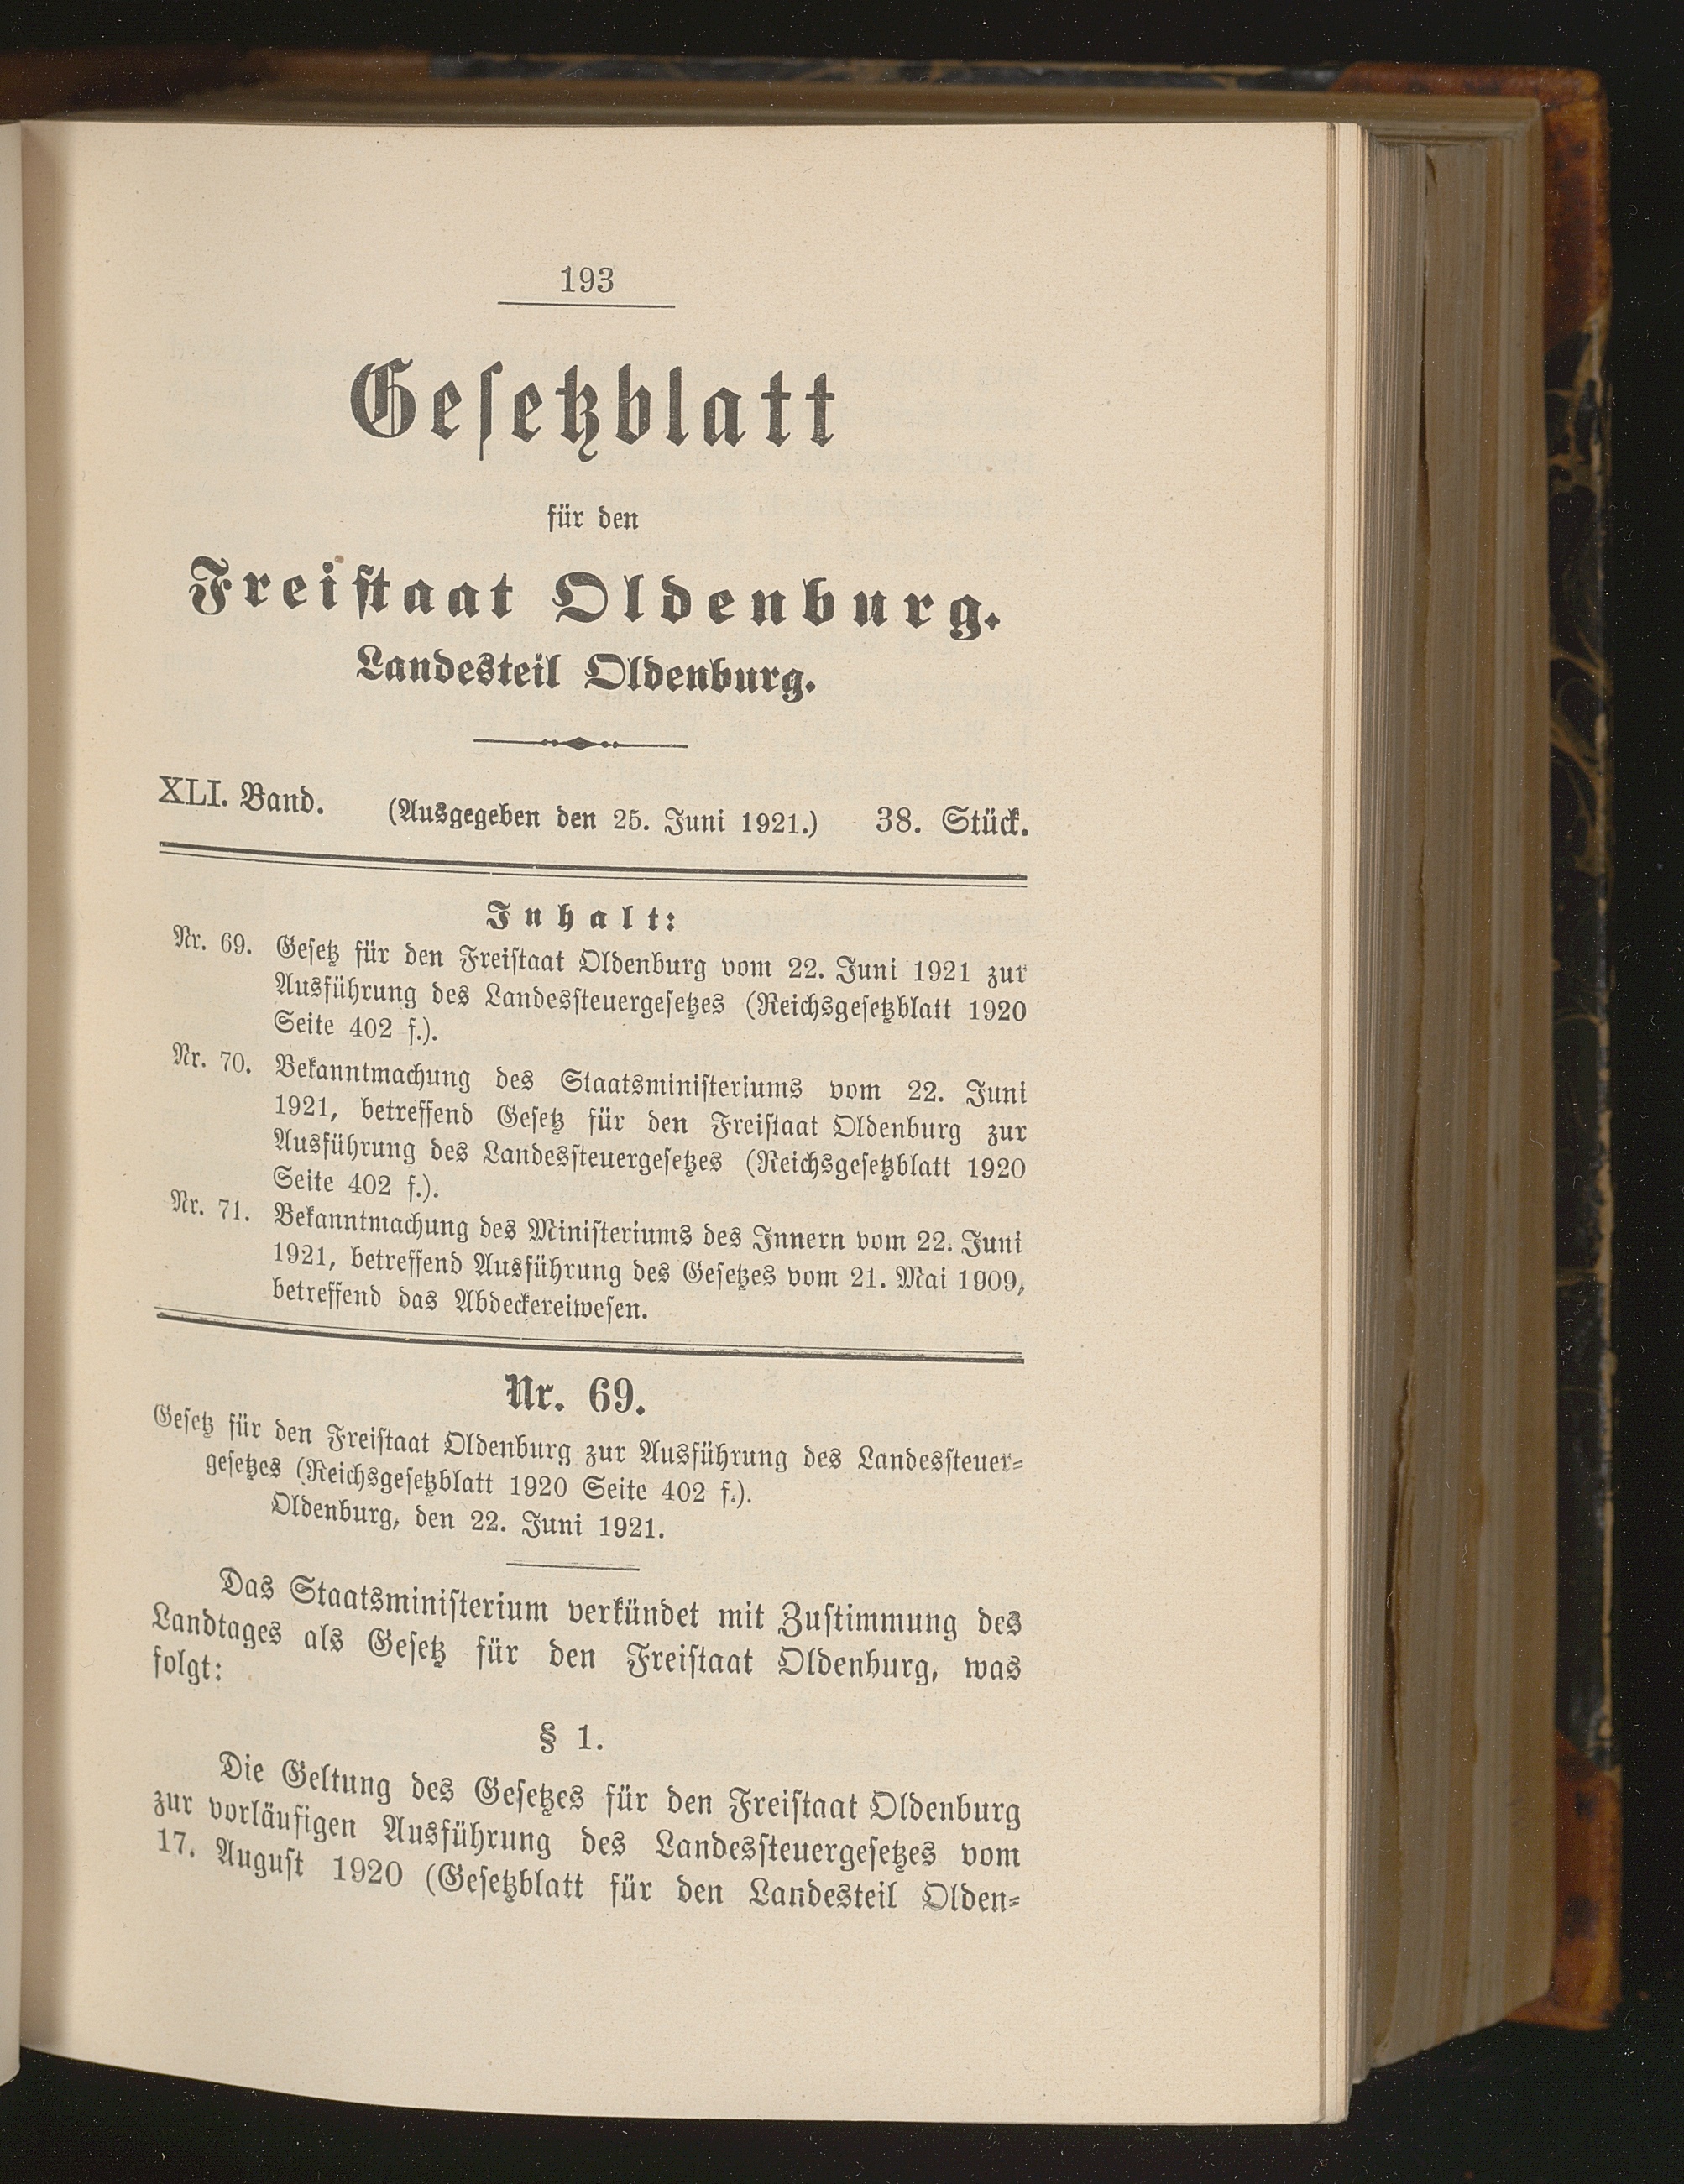 193
Gesetzblatt
für den
Freistaat Oldenburg.
Landesteil Oldenburg.
XLI. Band. (Ausgegeben den 25. Juni 1921.) 38. Stück.
Inhalt:
Nr. 69. Gesetz für den Freistaat Oldenburg vom 22. Juni 1921 zur
Ausführung des Landessteuergesetzes (Reichsgesetzblatt 1920
Seite 402 f.).
Nr. 70. Bekanntmachung des Staatsministeriums vom 22. Juni
1921, betreffend Gesetz für den Freistaat Oldenburg zur
Ausführung des Landessteuergesetzes (Reichsgesetzblatt 1920
Seite 402 f.).
Nr. 71. Bekanntmachung des Ministeriums des Innern vom 22. Juni
1921, betreffend Ausführung des Gesetzes vom 21. Mai 1909,
betreffend das Abdeckereiwesen.
Nr. 69.
Gesetz für den Freistaat Oldenburg zur Ausführung des Landessteuer-
gesetzes (Reichsgesetzblatt 1920 Seite 402 f.).
Oldenburg, den 22. Juni 1921.
Das Staatsministerium verkündet mit Zustimmung des
Landtages als Gesetz für den Freistaat Oldenburg, was
folgt:
§ 1.
Die Geltung des Gesetzes für den Freistaat Oldenburg
zur vorläufigen Ausführung des Landessteuergesetzes vom
17. August 1920 (Gesetzblatt für den Landesteil Olden-